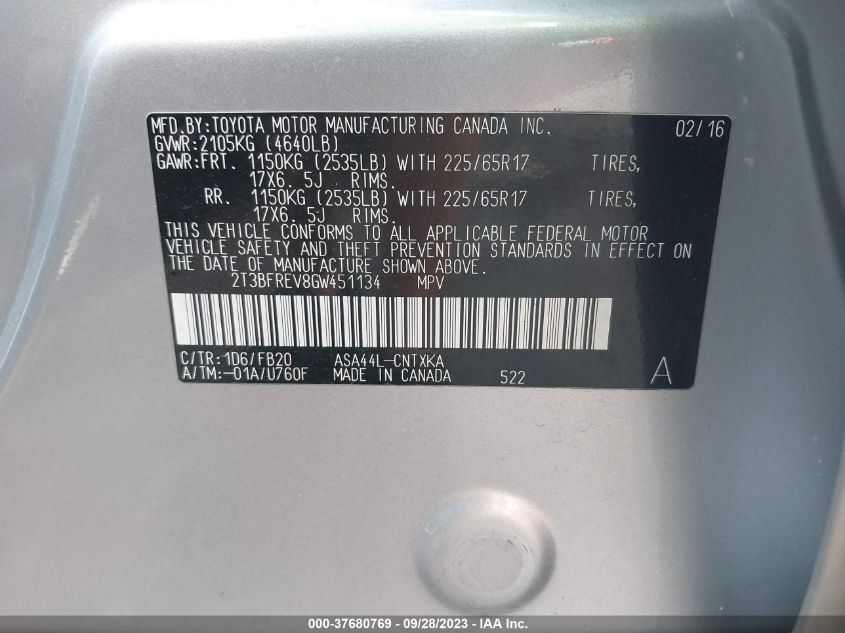 MFD.BY:TOYOTA MOTOR MANUFACTURING CANADA INC. 02/16
GVWR:2105KG (4640LB)
GAWR:FRT. 1150KG (2535LB) WITH 225/65R17 TIRES,
17X6. 5J RIMS.
RR. 1150KG (2535LB) WITH 225/65R17 TIRES,
17X6. 5J RIMS.
THIS VEHICLE CONFORMS TO ALL APPLICABLE FEDERAL MOTOR
VEHICLE SAFETY AND THEFT PREVENTION STANDARDS IN EFFECT ON
THE DATE OF MANUFACTURE SHOWN ABOVE.
2T3BFREV8GW451134 MPV
C/TR:1D6/FB20 ASA44L-CNTXKA
A/TM:-01A/U760F MADE IN CANADA 522 A
000-37680769 - 09/28/2023 - IAA Inc.